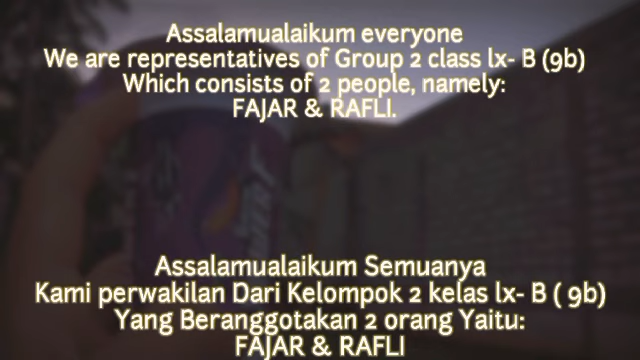 Assalamualaikum everyone
We are representatives of Group 2 class lx- B (9b)
Which consists of 2 people, namely:
FAJAR & RAFLI.
Assalamualaikum Semuanya
Kami perwakilan Dari Kelompok 2 kelas lx- B ( 9b)
Yang Beranggotakan 2 orang Yaitu:
FAJAR & RAFLI